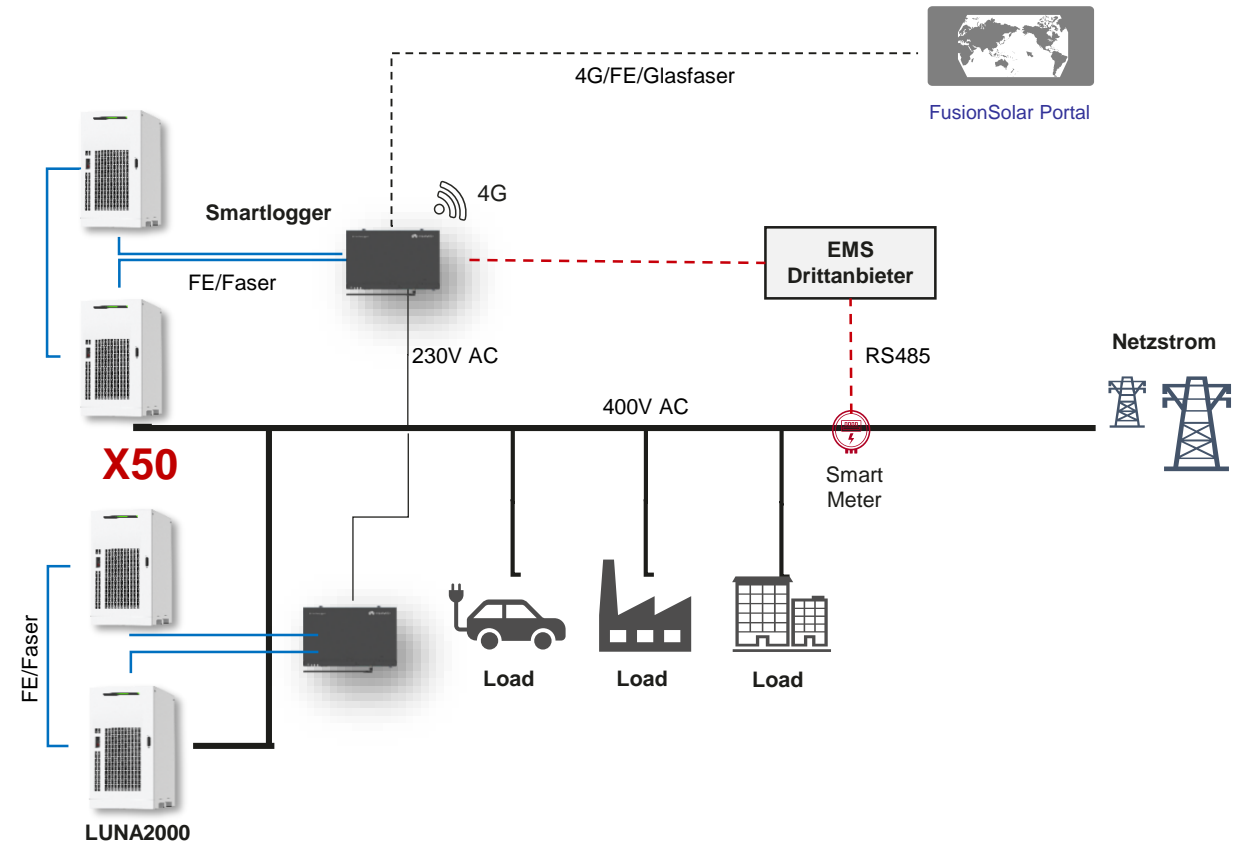 4G/FE/Glasfaser
FusionSolar Portal
4G
Smartlogger
EMS
Drittanbieter
FE/Faser
230V AC
RS485
Netzstrom
400V AC
X50
Smart
Meter
FE/Faser
Load
Load
Load
LUNA2000